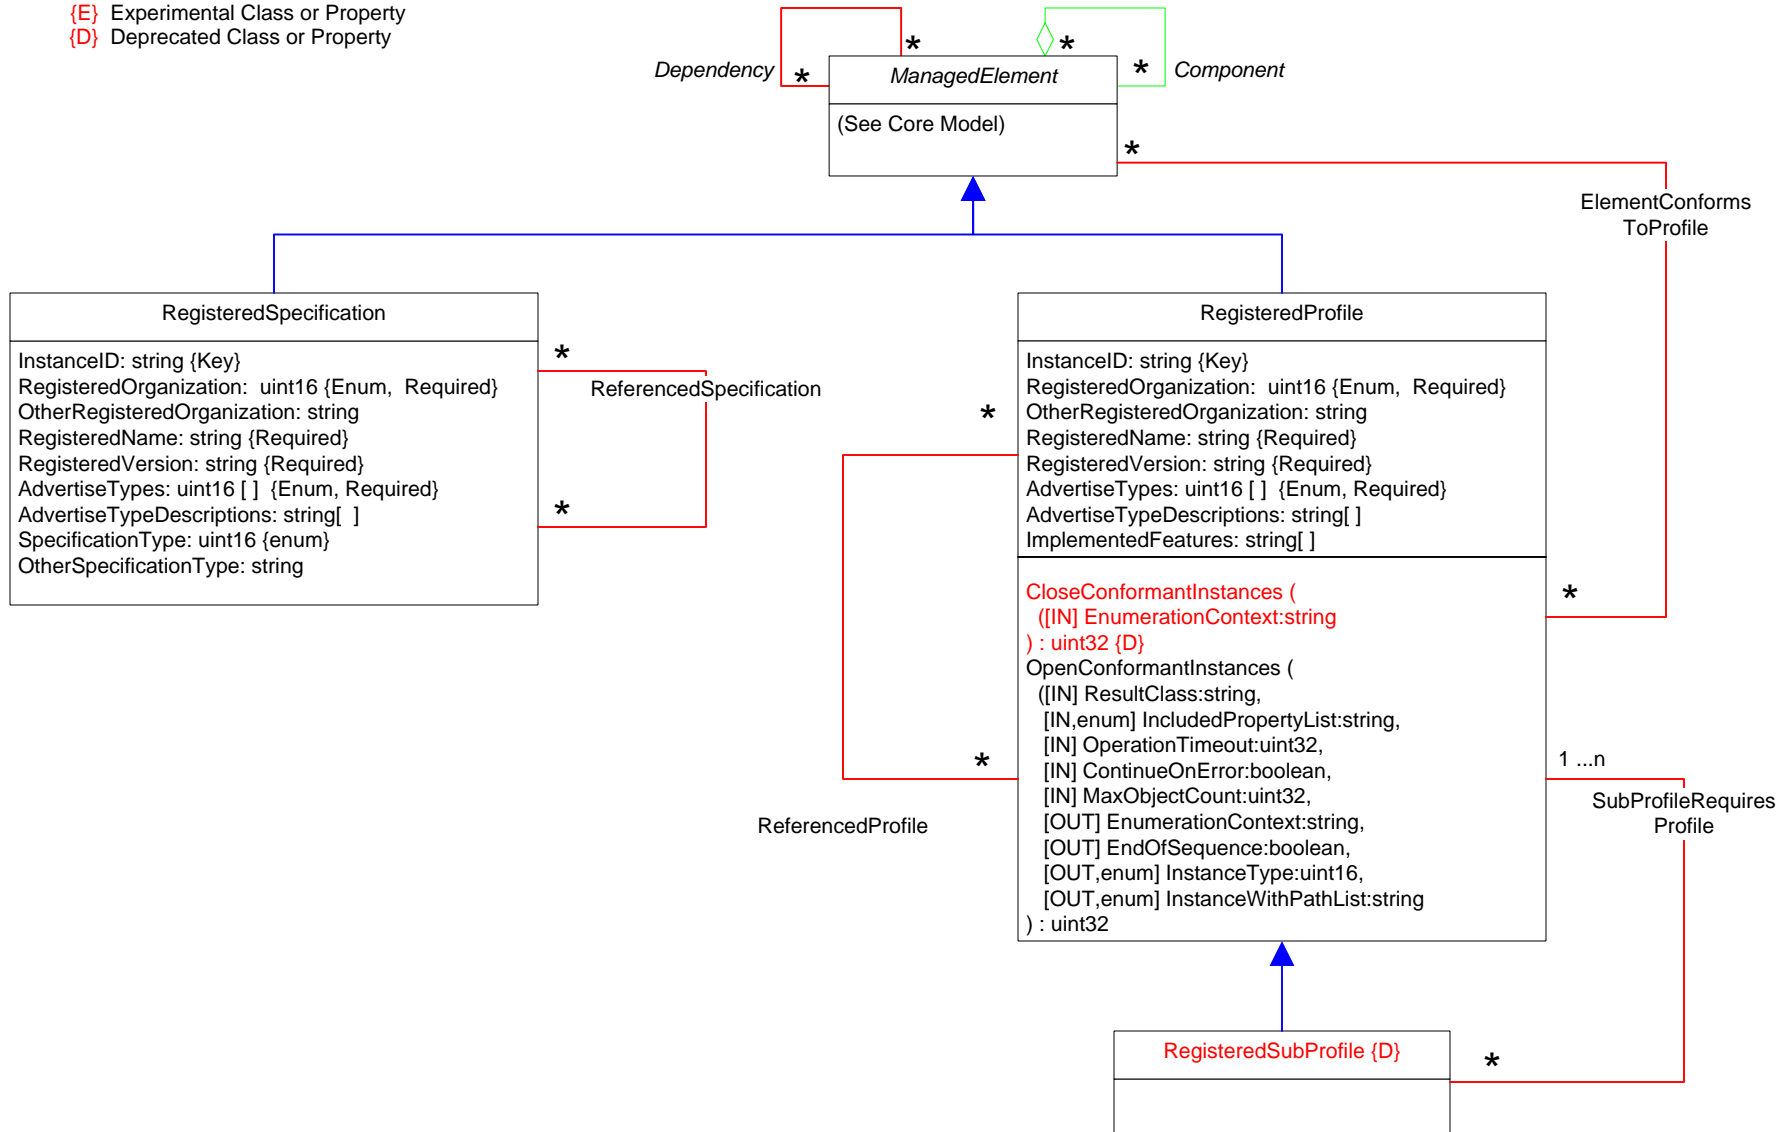 {E} Experimental Class or Property
{D} Deprecated Class or Property
*
*
Dependency
*
ManagedElement
*
Component
(See Core Model)
*
ElementConforms
ToProfile
RegisteredSpecification
InstanceID: string {Key}
RegisteredOrganization: uint16 {Enum, Required}
OtherRegisteredOrganization: string
RegisteredName: string {Required}
RegisteredVersion: string {Required}
AdvertiseTypes: uint16 [ ] {Enum, Required}
AdvertiseTypeDescriptions: string[ ]
SpecificationType: uint16 {enum}
OtherSpecificationType: string
*
ReferencedSpecification
*
RegisteredProfile
InstanceID: string {Key}
RegisteredOrganization: uint16 {Enum, Required}
OtherRegisteredOrganization: string
RegisteredName: string {Required}
RegisteredVersion: string {Required}
AdvertiseTypes: uint16 [ ] {Enum, Required}
AdvertiseTypeDescriptions: string[ ]
ImplementedFeatures: string[ ]
CloseConformantInstances (
([IN] EnumerationContext:string
) : uint32 {D}
OpenConformantInstances (
([IN] ResultClass:string,
[IN,enum] IncludedPropertyList:string,
[IN] OperationTimeout:uint32,
[IN] ContinueOnError:boolean,
[IN] MaxObjectCount:uint32,
[OUT] EnumerationContext:string,
[OUT] EndOfSequence:boolean,
[OUT,enum] InstanceType:uint16,
[OUT,enum] InstanceWithPathList:string
) : uint32
*
*
ReferencedProfile
*
1 ...n
SubProfileRequires
Profile
RegisteredSubProfile {D}
*